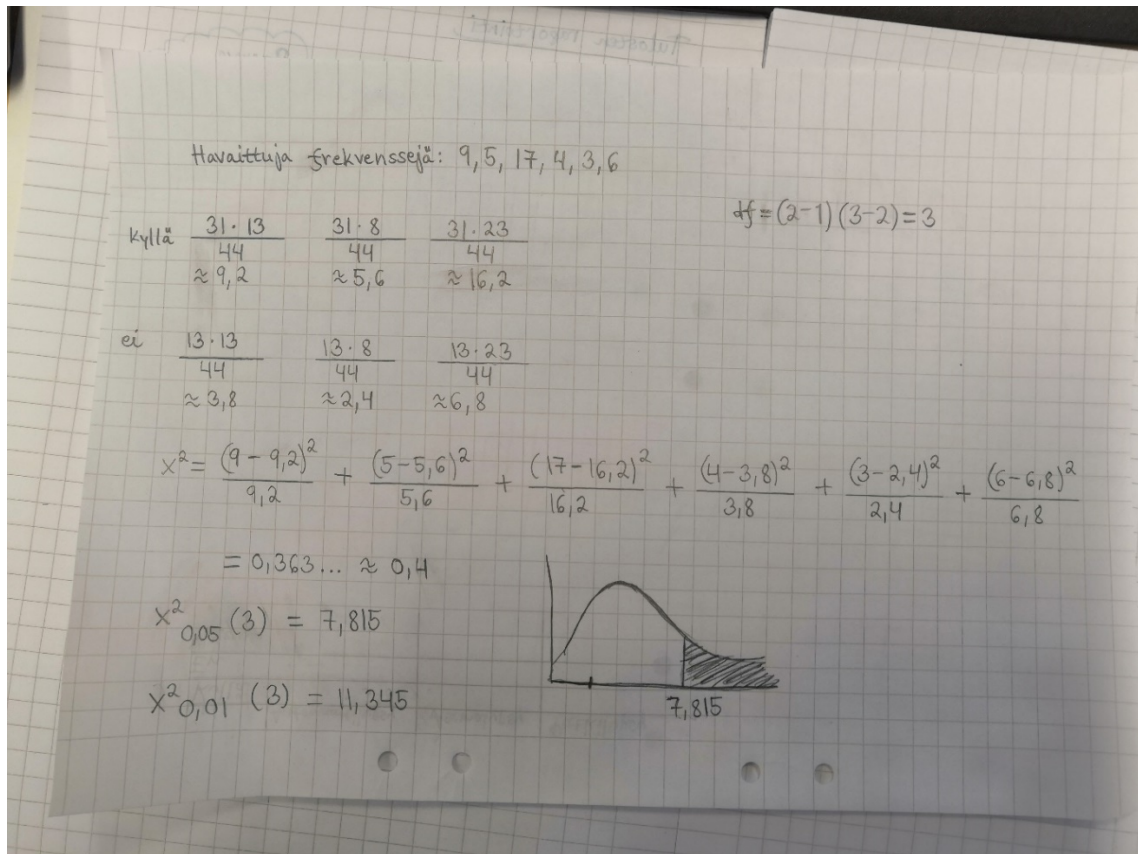 Havaittuja frekvenssejä: 9, 5, 17, 4, 3, 6
df = (2-1) (3-2) = 3
kyllä 31 · 13 / 44 31 · 8 / 44 31 · 23 / 44
≈ 9,2 ≈ 5,6 ≈ 16,2
ei 13 · 13 / 44 13 · 8 / 44 13 · 23 / 44
≈ 3,8 ≈ 2,4 ≈ 6,8
x² = (9 - 9,2)² / 9,2 + (5 - 5,6)² / 5,6 + (17 - 16,2)² / 16,2 + (4 - 3,8)² / 3,8 + (3 - 2,4)² / 2,4 + (6 - 6,8)² / 6,8
= 0,363... ≈ 0,4
x² 0,05 (3) = 7,815
x² 0,01 (3) = 11,345
7,815